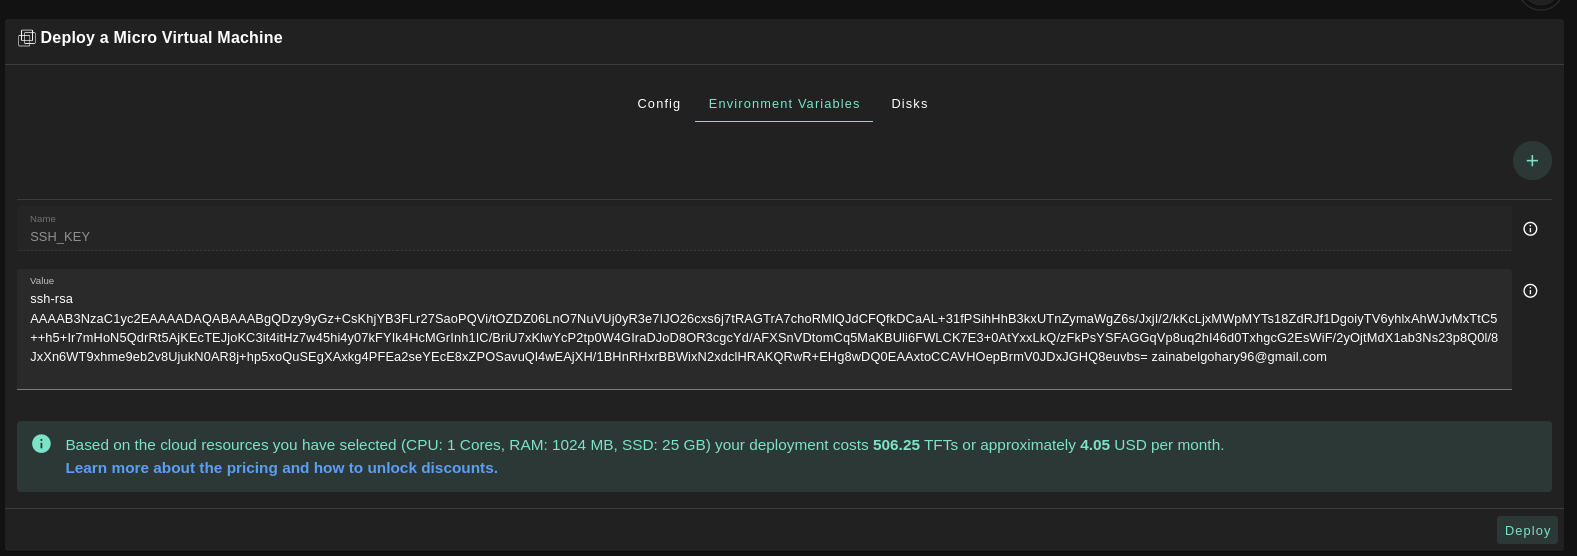 Deploy a Micro Virtual Machine
Config
Environment Variables
Disks
Name
SSH_KEY
Value
ssh-rsa
AAAAB3NzaC1yc2EAAAADAQABAAABgQDzy9yGz+CsKhjYB3FLr27SaoPQVi/tOZDZ06LnO7NuVUj0yR3e7IJO26cxs6j7tRAGTrA7choRMlQJdCFQfkDCaAL+31fPSihHhB3kxUTnZymaWgZ6s/Jxjl/2/kKcLjxMWpMYTs18ZdRJf1DgoiyTV6yhlxAhWJvMxTtC5
++h5+Ir7mHoN5QdrRt5AjKEcTEJjoKC3it4itHz7w45hi4y07kFYIk4HcMGrInh1IC/BriU7xKlwYcP2tp0W4GIraDJoD8OR3cgcYd/AFXSnVDtomCq5MaKBUli6FWLCK7E3+0AtYxxLkQ/zFkPsYSFAGGqVp8uq2hI46d0TxhgcG2EsWiF/2yOjtMdX1ab3Ns23p8Q0l/8
JxXn6WT9xhme9eb2v8UjukN0AR8j+hp5xoQuSEgXAxkg4PFEa2seYEcE8xZPOSavuQl4wEAjXH/1BHnRHxrBBWixN2xdclHRAKQRwR+EHg8wDQ0EAAxtoCCAVHOepBrmV0JDxJGHQ8euvbs= zainabelgohary96@gmail.com
Based on the cloud resources you have selected (CPU: 1 Cores, RAM: 1024 MB, SSD: 25 GB) your deployment costs 506.25 TFTs or approximately 4.05 USD per month.
Learn more about the pricing and how to unlock discounts.
Deploy